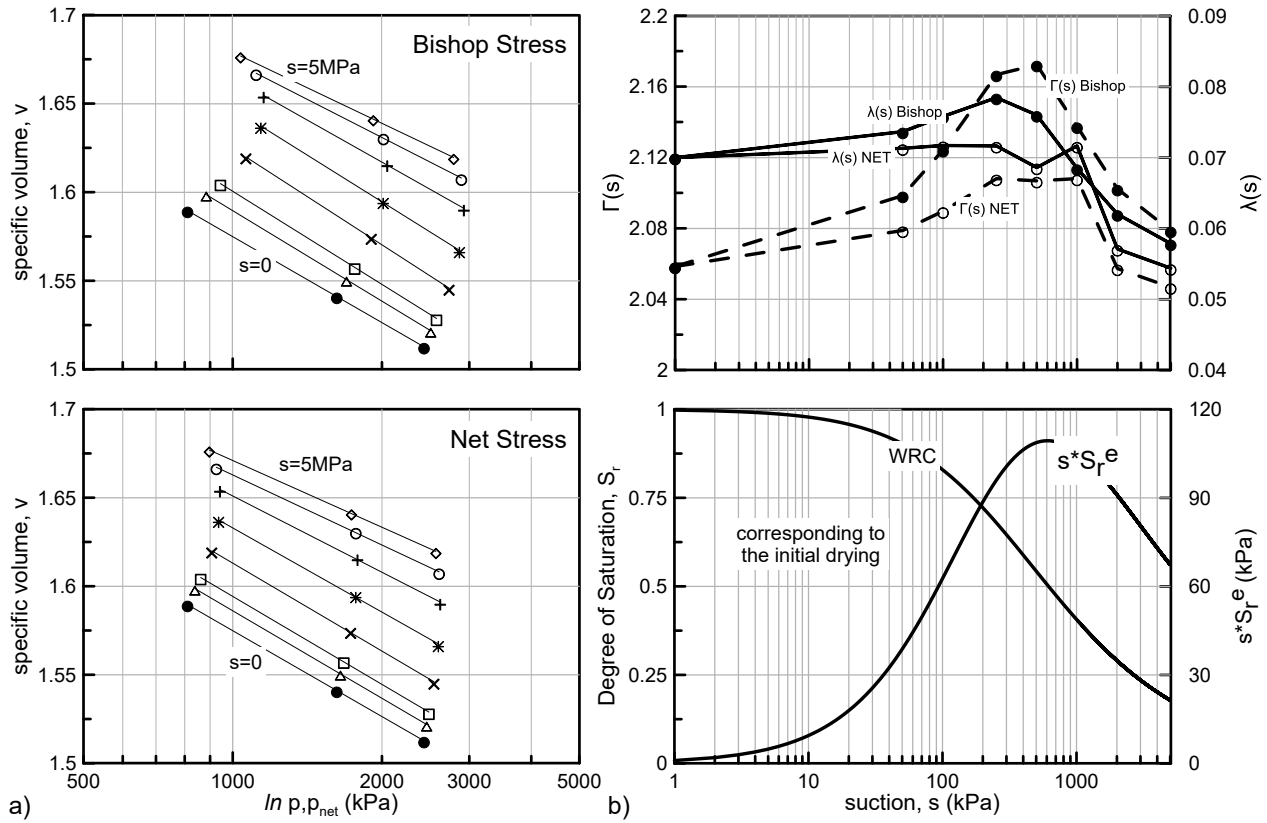 1.7
1.65
1.6
1.55
1.5
specific volume, v
Bishop Stress
s=5MPa
s=0
1.7
1.65
1.6
1.55
1.5
specific volume, v
Net Stress
s=5MPa
s=0
500
1000
2000
3000
5000
ln p,pnet (kPa)
a)
2.2
2.16
2.12
2.08
2.04
2
Γ(s)
0.09
0.08
0.07
0.06
0.05
0.04
λ(s)
Γ(s) Bishop
λ(s) Bishop
λ(s) NET
Γ(s) NET
1
0.75
0.5
0.25
0
Degree of Saturation, Sr
120
90
60
30
0
s*Sre (kPa)
WRC
s*Sre
corresponding to
the initial drying
1
10
100
1000
suction, s (kPa)
b)